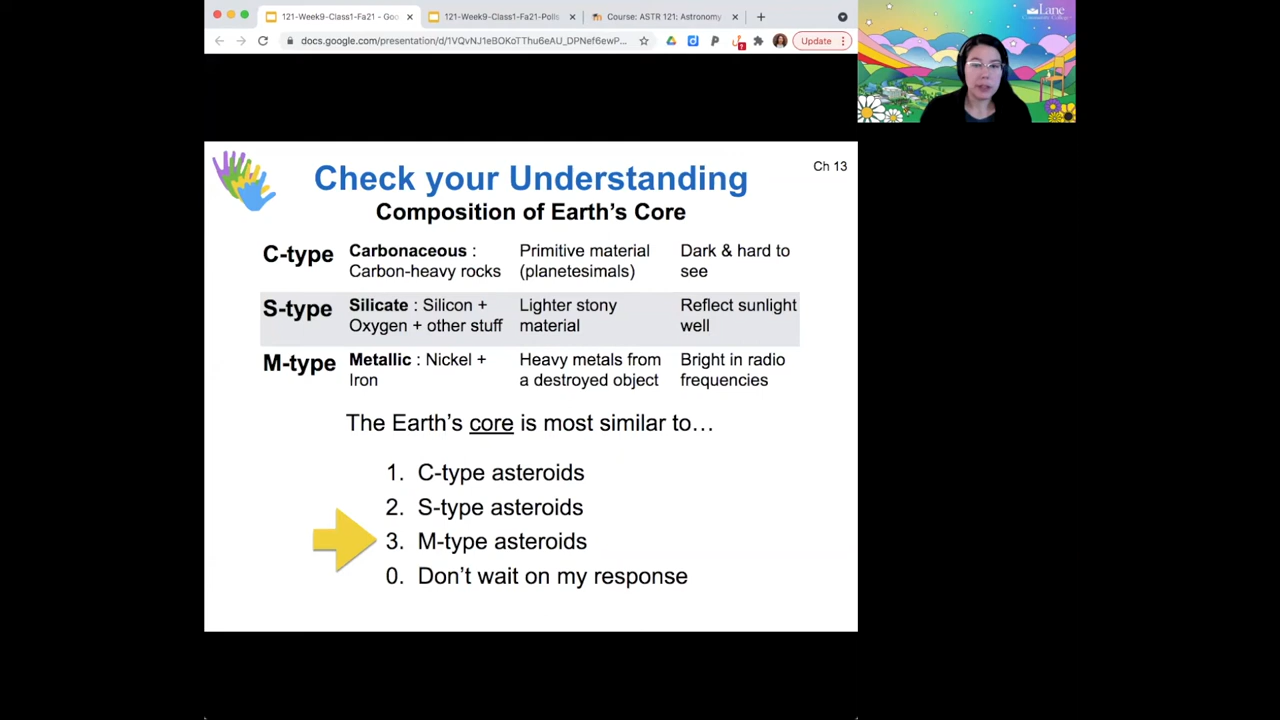 121-Week9-Class1-Fa21 - Goo
121-Week9-Class1-Fa21-Polls
Course: ASTR 121: Astronomy
docs.google.com/presentation/d/1VQvNJ1eBOKoTThu6eAU_DPNef6ewP...
Update
Lane
Community College
Ch 13
Check your Understanding
Composition of Earth's Core
C-type Carbonaceous : Primitive material Dark & hard to
Carbon-heavy rocks (planetesimals) see
S-type Silicate : Silicon + Lighter stony Reflect sunlight
Oxygen + other stuff material well
M-type Metallic : Nickel + Heavy metals from Bright in radio
Iron a destroyed object frequencies
The Earth's core is most similar to…
1. C-type asteroids
2. S-type asteroids
3. M-type asteroids
0. Don't wait on my response